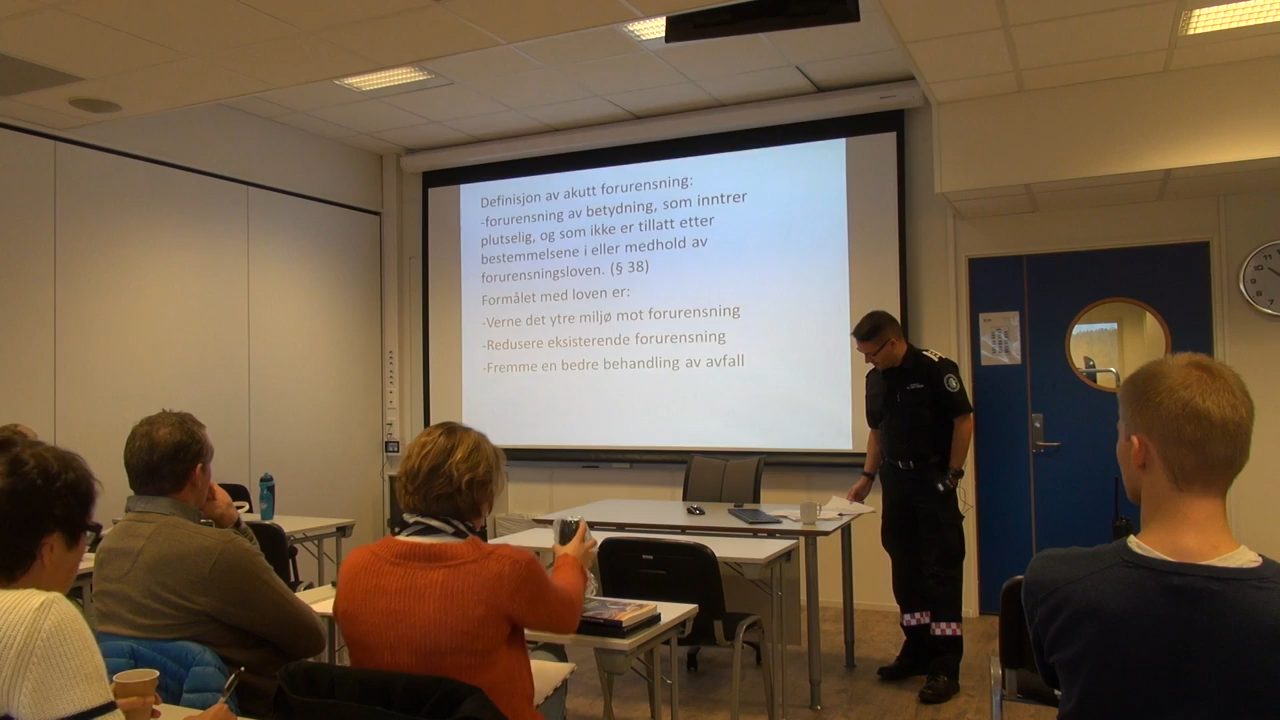 Definisjon av akutt forurensning:
-forurensning av betydning, som inntrer
plutselig, og som ikke er tillatt etter
bestemmelsene i eller medhold av
forurensningsloven. (§ 38)
Formålet med loven er:
-Verne det ytre miljø mot forurensning
-Redusere eksisterende forurensning
-Fremme en bedre behandling av avfall